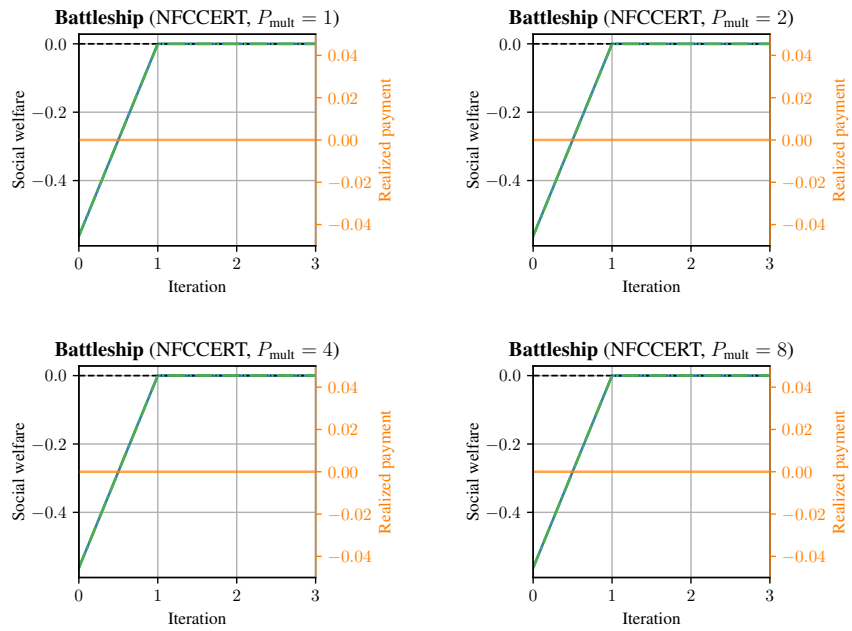 Battleship (NFCCERT, P_mult = 1)
0.0
−0.2
−0.4
Social welfare
0.04
0.02
0.00
−0.02
−0.04
Realized payment
0 1 2 3
Iteration
Battleship (NFCCERT, P_mult = 2)
0.0
−0.2
−0.4
Social welfare
0.04
0.02
0.00
−0.02
−0.04
Realized payment
0 1 2 3
Iteration
Battleship (NFCCERT, P_mult = 4)
0.0
−0.2
−0.4
Social welfare
0.04
0.02
0.00
−0.02
−0.04
Realized payment
0 1 2 3
Iteration
Battleship (NFCCERT, P_mult = 8)
0.0
−0.2
−0.4
Social welfare
0.04
0.02
0.00
−0.02
−0.04
Realized payment
0 1 2 3
Iteration